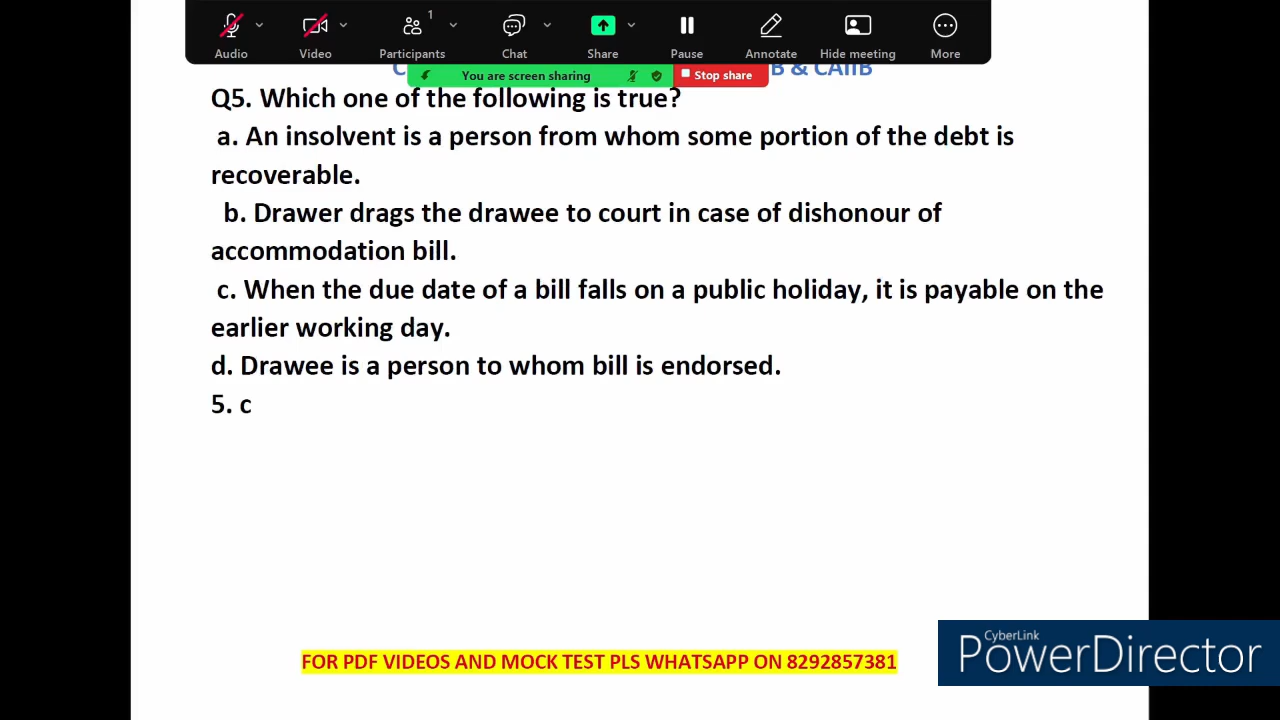 1
Audio Video Participants Chat Share Pause Annotate Hide meeting More
You are screen sharing Stop share
B & CAIIB
Q5. Which one of the following is true?
a. An insolvent is a person from whom some portion of the debt is
recoverable.
b. Drawer drags the drawee to court in case of dishonour of
accommodation bill.
c. When the due date of a bill falls on a public holiday, it is payable on the
earlier working day.
d. Drawee is a person to whom bill is endorsed.
5. c
FOR PDF VIDEOS AND MOCK TEST PLS WHATSAPP ON 8292857381
CyberLink
PowerDirector